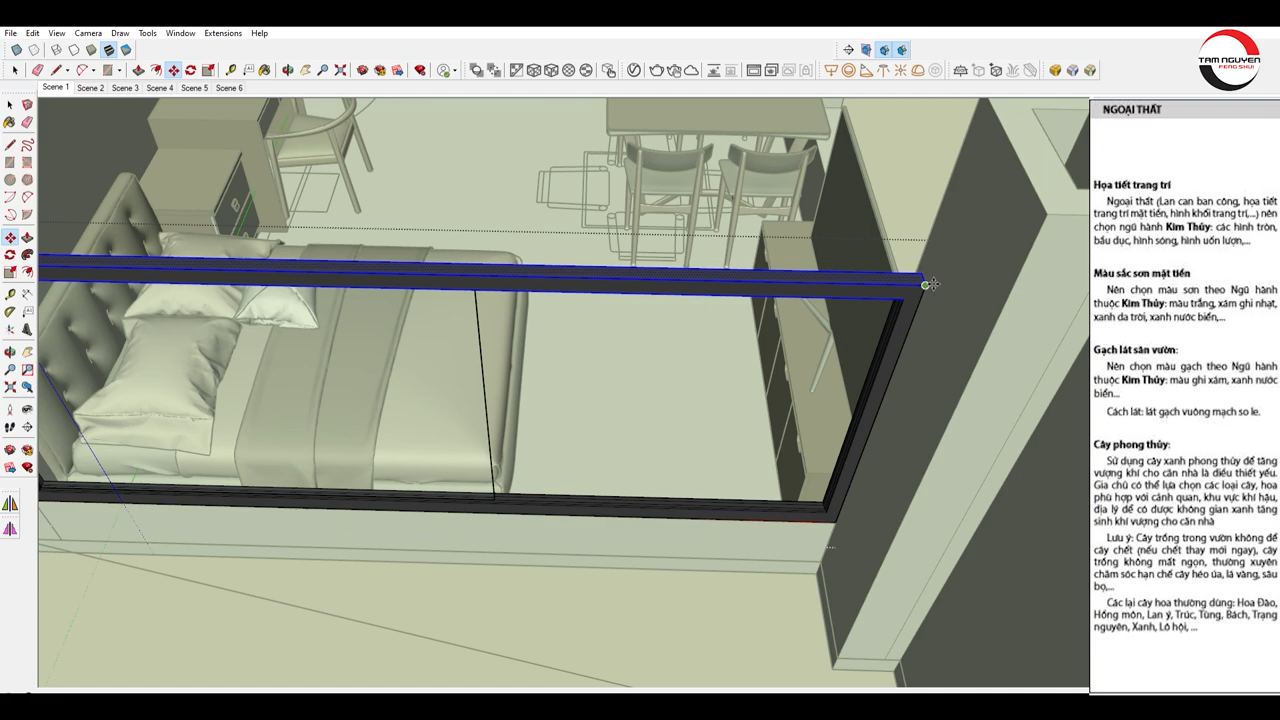 File Edit View Camera Draw Tools Window Extensions Help
TAM NGUYEN
FENG SHUI
Scene 1 Scene 2 Scene 3 Scene 4 Scene 5 Scene 6
NGOẠI THẤT
Họa tiết trang trí
Ngoại thất (Lan can ban công, họa tiết
trang trí mặt tiền, hình khối trang trí,...) nên
chọn ngũ hành Kim Thủy: các hình tròn,
bầu dục, hình sóng, hình uốn lượn,...
Màu sắc sơn mặt tiền
Nên chọn màu sơn theo Ngũ hành
thuộc Kim Thủy: màu trắng, xám ghi nhạt,
xanh da trời, xanh nước biển,...
Gạch lát sân vườn:
Nên chọn màu gạch theo Ngũ hành
thuộc Kim Thủy: màu ghi xám, xanh nước
biển...
Cách lát: lát gạch vuông mạch so le.
Cây phong thủy:
Sử dụng cây xanh phong thủy để tăng
vượng khí cho căn nhà là điều thiết yếu.
Gia chủ có thể lựa chọn các loại cây, hoa
phù hợp với cảnh quan, khu vực khí hậu,
địa lý để có được không gian xanh tăng
sinh khí vượng cho căn nhà
Lưu ý: Cây trồng trong vườn không để
cây chết (nếu chết thay mới ngay), cây
trồng không mất ngọn, thường xuyên
chăm sóc hạn chế cây héo úa, lá vàng, sâu
bọ,...
Các lại cây hoa thường dùng: Hoa Đào,
Hồng môn, Lan ý, Trúc, Tùng, Bách, Trạng
nguyên, Xanh, Lô hội, ...